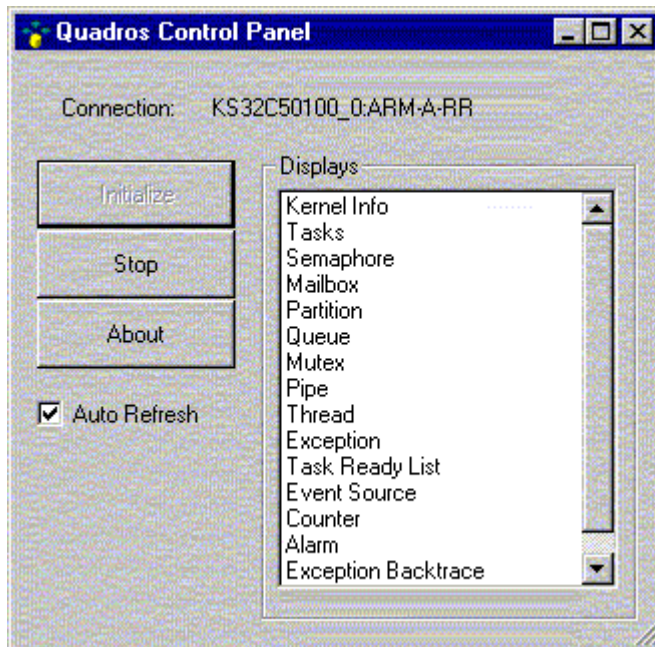 Quadros Control Panel
Connection: KS32C50100_0:ARM-A-RR
Initialize
Stop
About
Auto Refresh
Displays
Kernel Info
Tasks
Semaphore
Mailbox
Partition
Queue
Mutex
Pipe
Thread
Exception
Task Ready List
Event Source
Counter
Alarm
Exception Backtrace